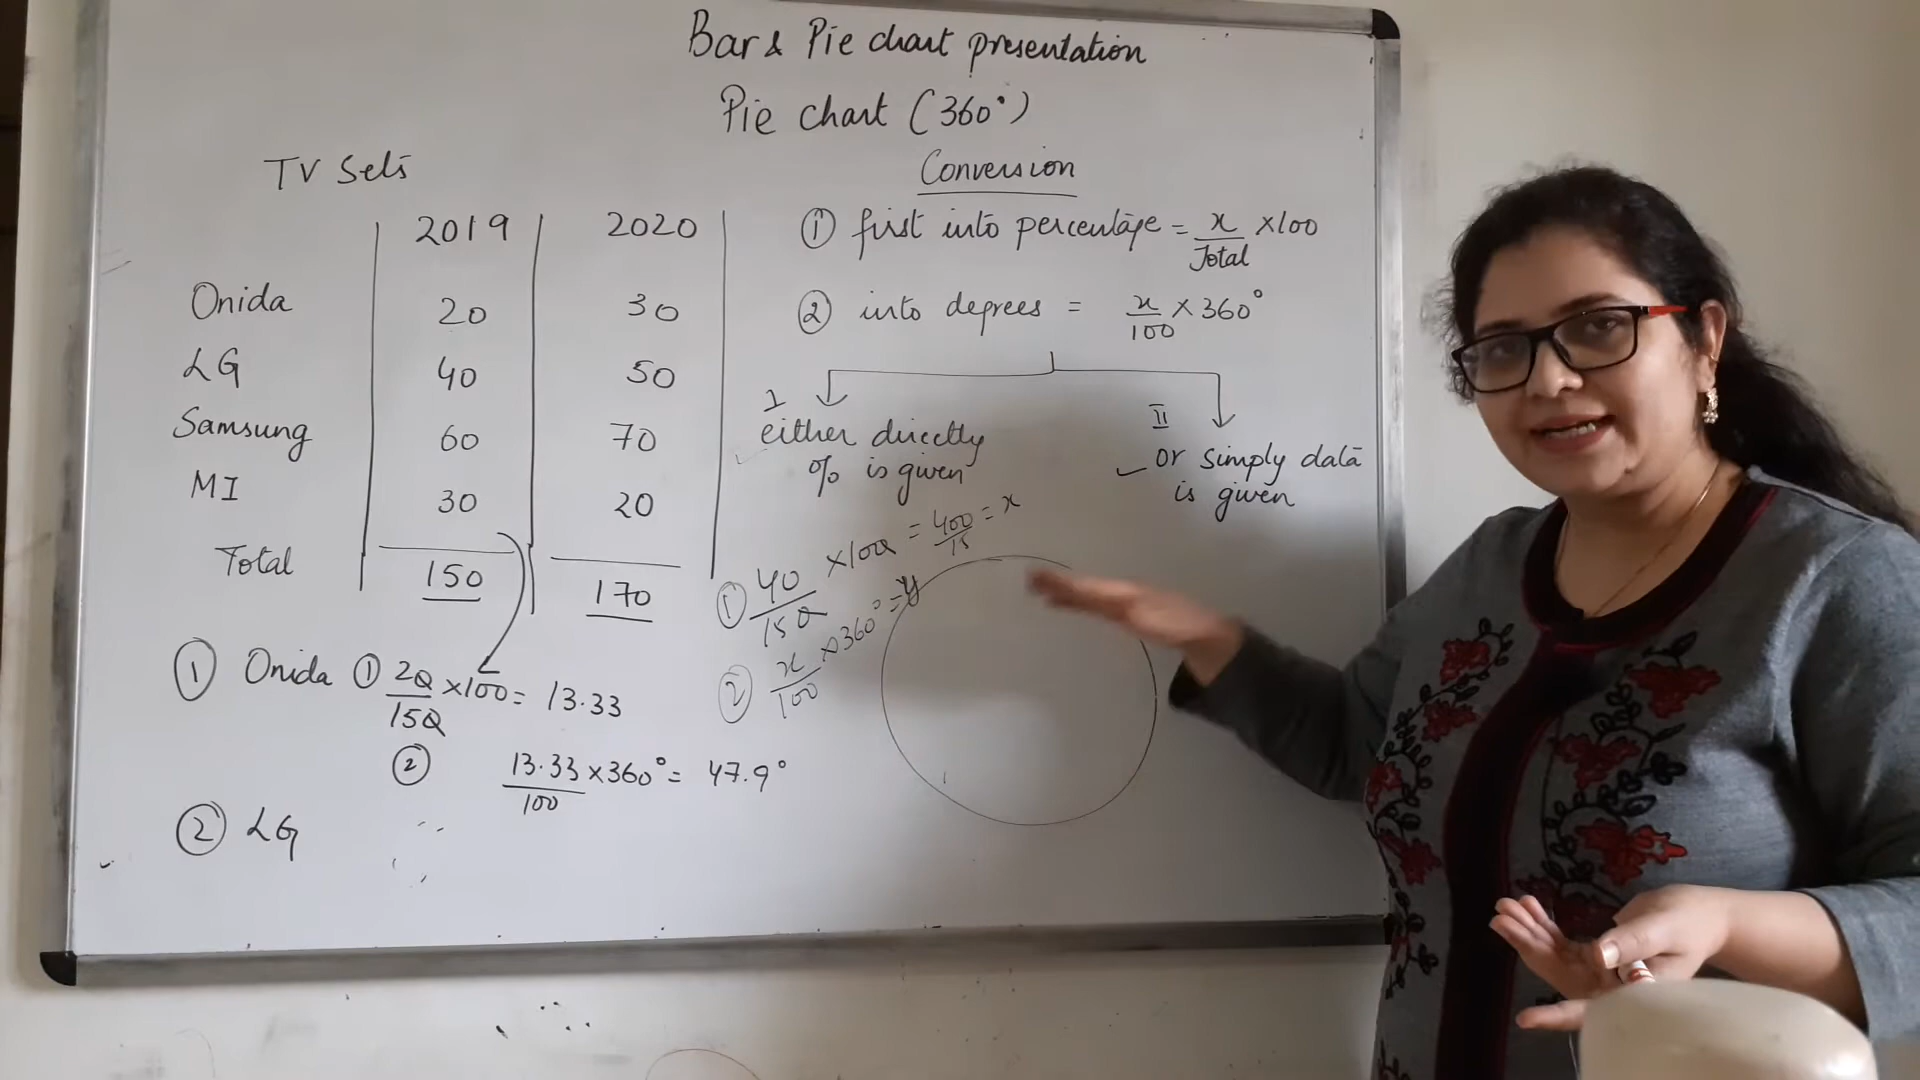 Bar & Pie chart presentation
Pie chart (360°)
TV Sets
2019 2020
Onida 20 30
LG 40 50
Samsung 60 70
MI 30 20
Total 150 170
Conversion
① first into percentage = x/Total ×100
② into degrees = x/100 × 360°
I
either directly
% is given
II
or simply data
is given
① 40/150 ×100 = 400/15 = x
② x/100 ×360° = y
① Onida ① 20/150 ×100 = 13.33
② 13.33/100 ×360° = 47.9°
② LG